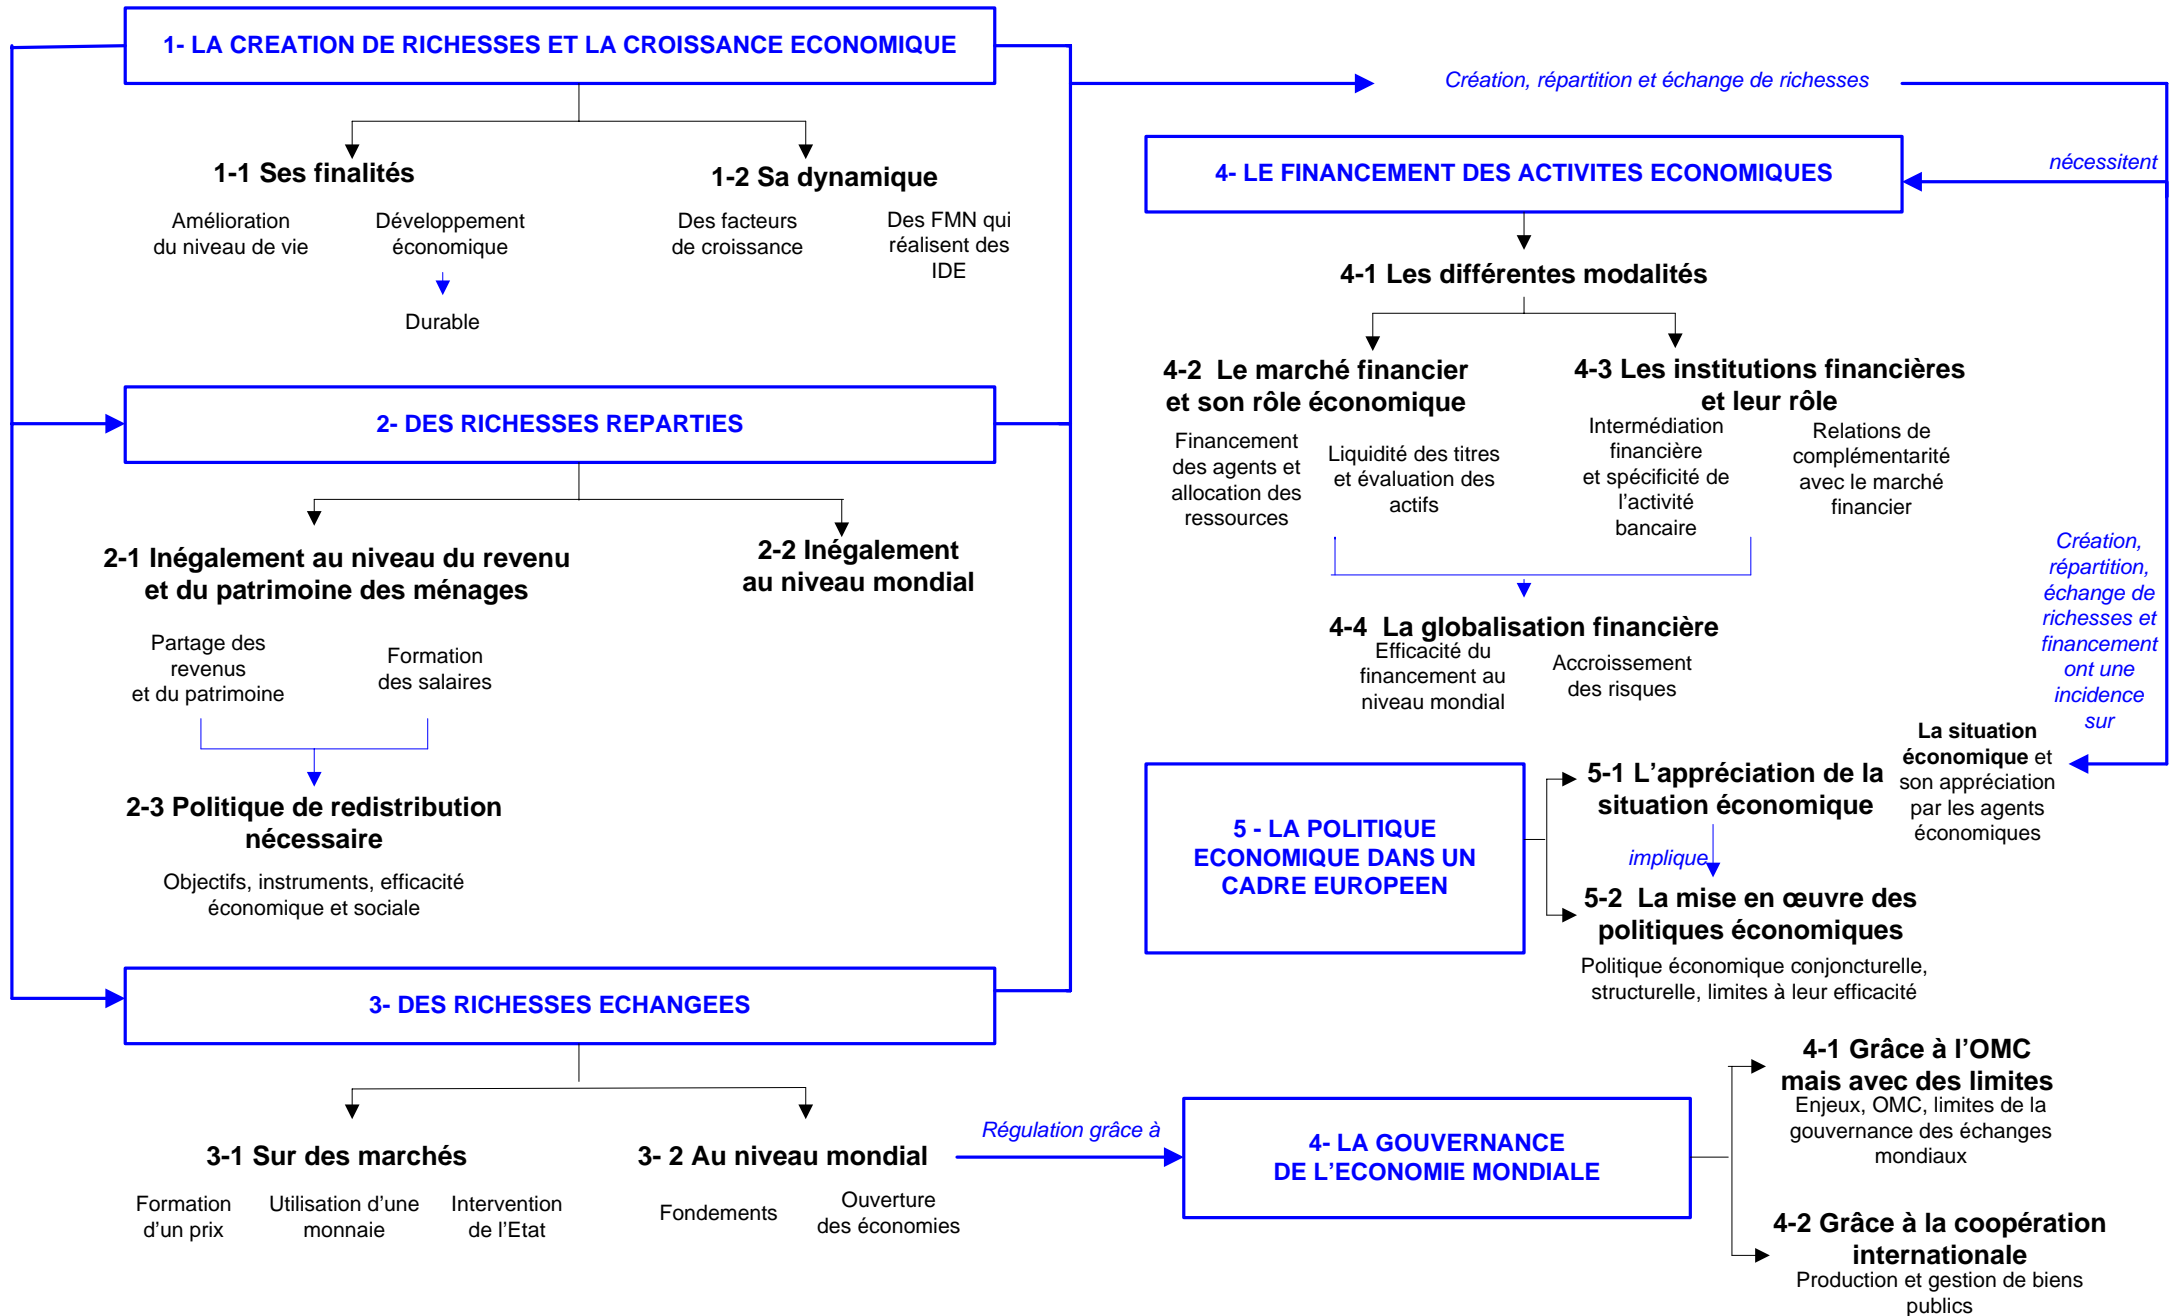 1- LA CREATION DE RICHESSES ET LA CROISSANCE ECONOMIQUE
1-1 Ses finalités
Amélioration
du niveau de vie
Développement
économique
Durable
1-2 Sa dynamique
Des facteurs
de croissance
Des FMN qui
réalisent des
IDE
2- DES RICHESSES REPARTIES
2-1 Inégalement au niveau du revenu
et du patrimoine des ménages
Partage des
revenus
et du patrimoine
Formation
des salaires
2-2 Inégalement
au niveau mondial
2-3 Politique de redistribution
nécessaire
Objectifs, instruments, efficacité
économique et sociale
3- DES RICHESSES ECHANGEES
3-1 Sur des marchés
Formation
d’un prix
Utilisation d’une
monnaie
Intervention
de l’Etat
3- 2 Au niveau mondial
Fondements
Ouverture
des économies
Régulation grâce à
Création, répartition et échange de richesses
nécessitent
4- LE FINANCEMENT DES ACTIVITES ECONOMIQUES
4-1 Les différentes modalités
4-2 Le marché financier
et son rôle économique
Financement
des agents et
allocation des
ressources
Liquidité des titres
et évaluation des
actifs
4-3 Les institutions financières
et leur rôle
Intermédiation
financière
et spécificité de
l’activité
bancaire
Relations de
complémentarité
avec le marché
financier
4-4 La globalisation financière
Efficacité du
financement au
niveau mondial
Accroissement
des risques
Création,
répartition,
échange de
richesses et
financement
ont une
incidence
sur
5 - LA POLITIQUE
ECONOMIQUE DANS UN
CADRE EUROPEEN
5-1 L’appréciation de la
situation économique
La situation
économique et
son appréciation
par les agents
économiques
implique
5-2 La mise en œuvre des
politiques économiques
Politique économique conjoncturelle,
structurelle, limites à leur efficacité
4- LA GOUVERNANCE
DE L’ECONOMIE MONDIALE
4-1 Grâce à l’OMC
mais avec des limites
Enjeux, OMC, limites de la
gouvernance des échanges
mondiaux
4-2 Grâce à la coopération
internationale
Production et gestion de biens
publics